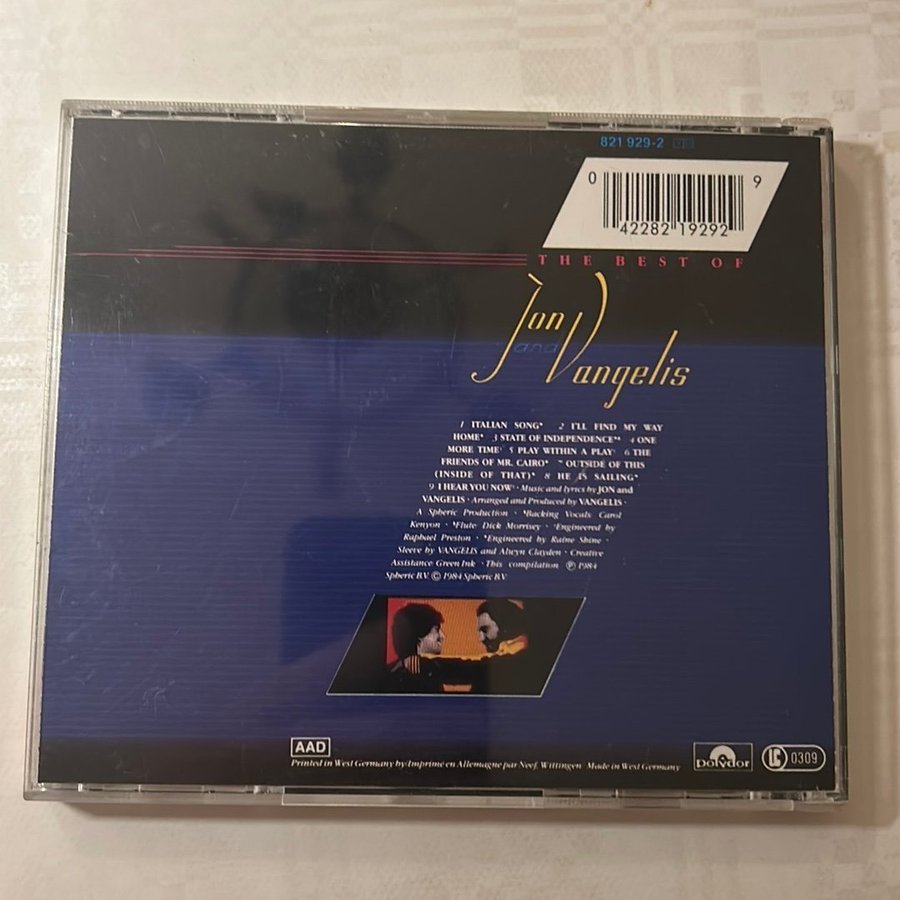 821 929-2
0 42282 19292 9
THE BEST OF
Jon
and
Vangelis
1 ITALIAN SONG* 2 I'LL FIND MY WAY
HOME* 3 STATE OF INDEPENDENCE** 4 ONE
MORE TIME 5 PLAY WITHIN A PLAY 6 THE
FRIENDS OF MR. CAIRO* 7 OUTSIDE OF THIS
(INSIDE OF THAT)* 8 HE IS SAILING*
9 I HEAR YOU NOW · Music and lyrics by JON and
VANGELIS · Arranged and Produced by VANGELIS ·
A Spheric Production · *Backing Vocals: Carol
Kenyon · *Flute: Dick Morrisey · *Engineered by
Raphael Preston · *Engineered by Raine Shine ·
Sleeve by VANGELIS and Alwyn Clayden · Creative
Assistance Green Ink · This compilation ℗ 1984
Spheric B.V. © 1984 Spheric B.V.
AAD
Printed in West Germany by/Imprimé en Allemagne par Neef, Wittingen Made in West Germany
polydor
LC 0309